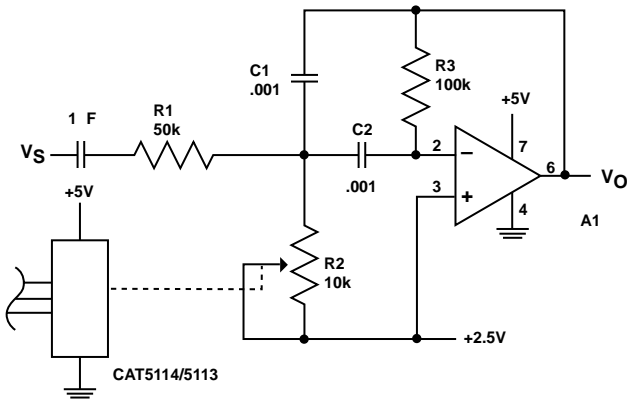 C1
.001
R3
100k
+5V
1 F
R1
50k
C2
.001
VS
2
7
6
3
4
VO
A1
+5V
R2
10k
+2.5V
CAT5114/5113